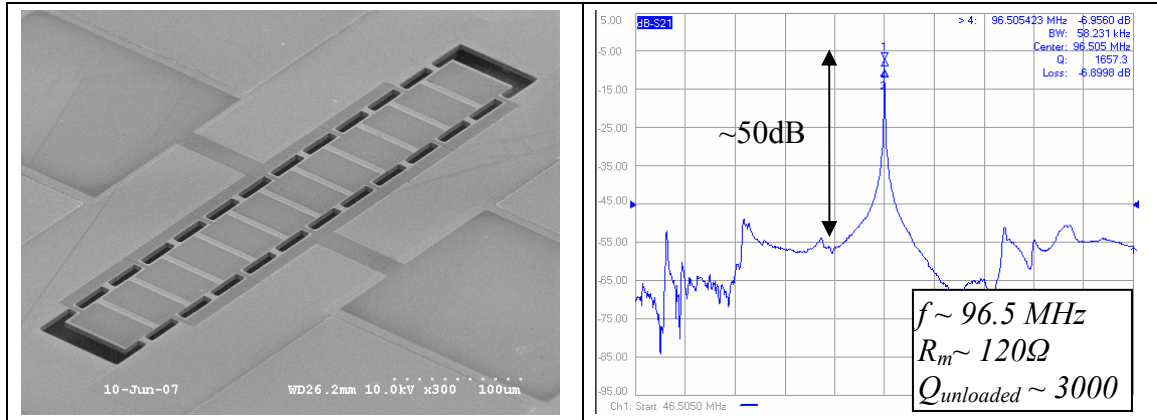 10-Jun-07 WD26.2mm 10.0kV x300 100um
dB-S21
> 4: 96.505423 MHz -6.9560 dB
BW: 58.231 kHz
Center: 96.505 MHz
Q: 1657.3
Loss: -6.8998 dB
5.00
-5.00
-15.00
-25.00
-35.00
-45.00
-55.00
-65.00
-75.00
-85.00
-95.00
1
2
~50dB
f ~ 96.5 MHz
Rm~ 120Ω
Qunloaded ~ 3000
Ch1: Start 46.5050 MHz